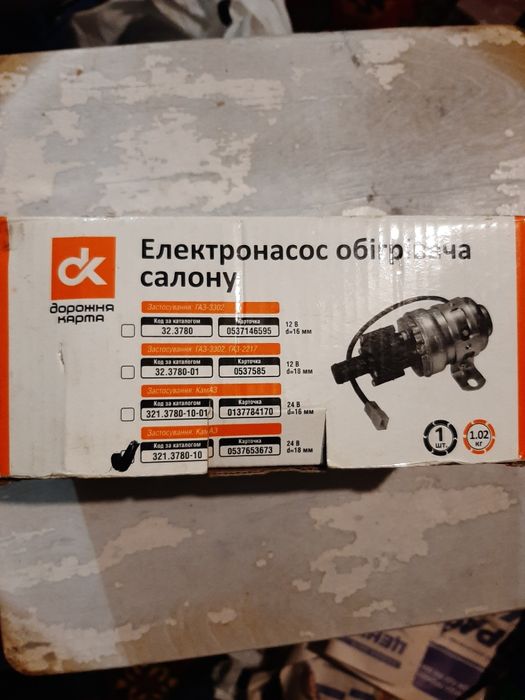 Електронасос обігрівача
салону
дорожня
карта
Застосування: ГАЗ-3302
Код за каталогом Карточка
32.3780 0537146595 12 В
d=16 мм
Застосування: ГАЗ-3302, ГАЗ-2217
Код за каталогом Карточка
32.3780-01 0537585 12 В
d=18 мм
Застосування: КамАЗ
Код за каталогом Карточка
321.3780-10-01 0137784170 24 В
d=16 мм
Застосування: КамАЗ
Код за каталогом Карточка
321.3780-10 0537653673 24 В
d=18 мм
1
шт.
1.02
кг